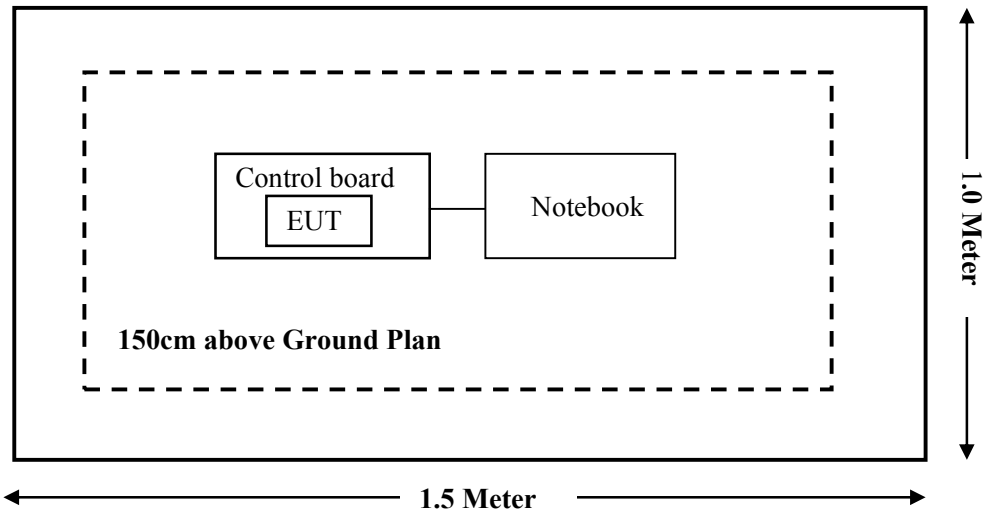 Control board
EUT
Notebook
150cm above Ground Plan
1.0 Meter
1.5 Meter